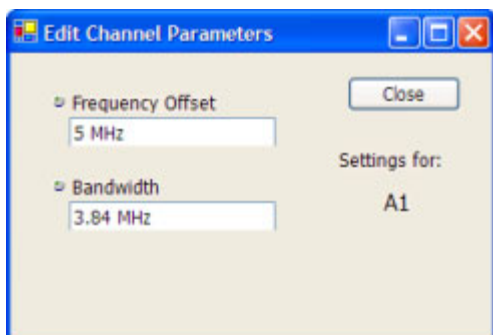 Edit Channel Parameters
Frequency Offset
5 MHz
Bandwidth
3.84 MHz
Close
Settings for:
A1